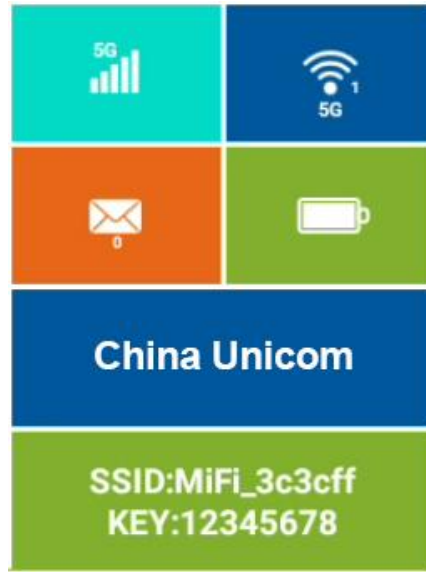 5G
1
5G
0
China Unicom
SSID:MiFi_3c3cff
KEY:12345678